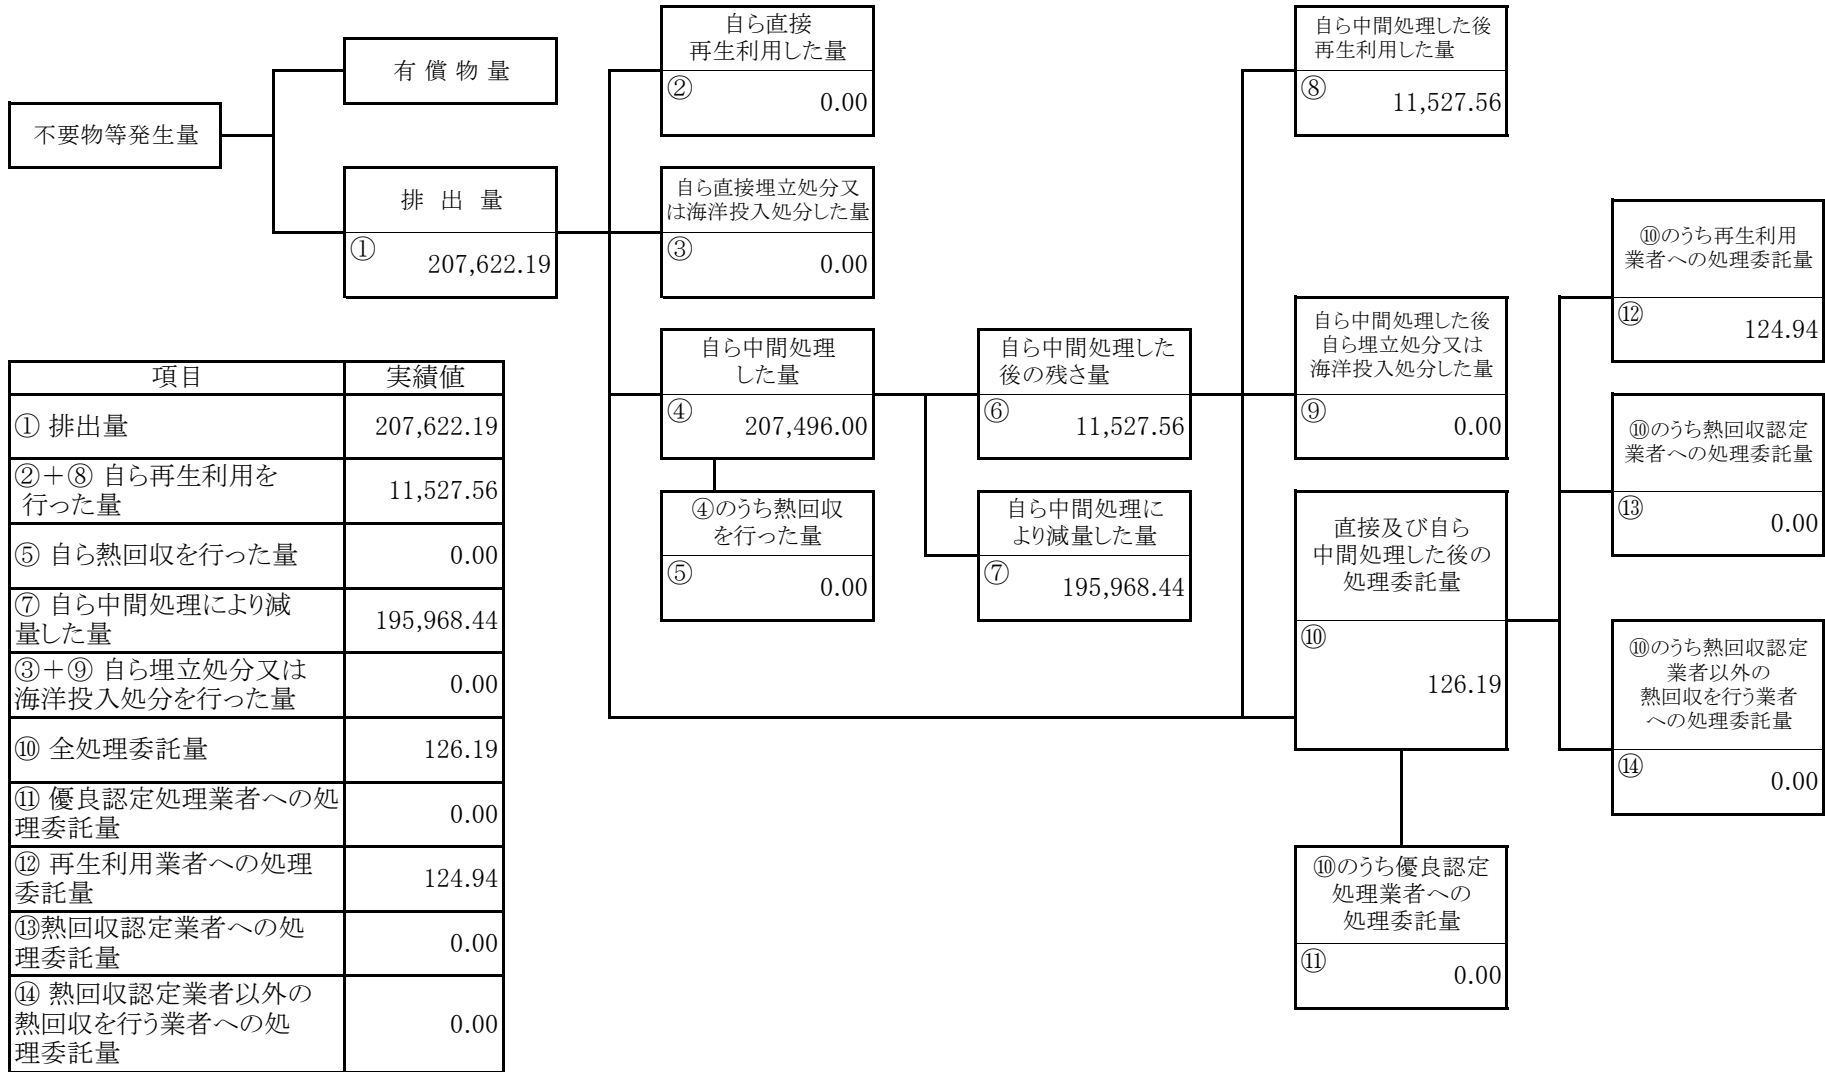 不要物等発生量
有償物量
排出量
①
207,622.19
自ら直接
再生利用した量
②
0.00
自ら直接埋立処分又
は海洋投入処分した量
③
0.00
自ら中間処理
した量
④
207,496.00
④のうち熱回収
を行った量
⑤
0.00
自ら中間処理した
後の残さ量
⑥
11,527.56
自ら中間処理に
より減量した量
⑦
195,968.44
自ら中間処理した後
再生利用した量
⑧
11,527.56
自ら中間処理した後
自ら埋立処分又は
海洋投入処分した量
⑨
0.00
直接及び自ら
中間処理した後の
処理委託量
⑩
126.19
⑩のうち優良認定
処理業者への
処理委託量
⑪
0.00
⑩のうち再生利用
業者への処理委託量
⑫
124.94
⑩のうち熱回収認定
業者への処理委託量
⑬
0.00
⑩のうち熱回収認定
業者以外の
熱回収を行う業者
への処理委託量
⑭
0.00
項目 実績値
① 排出量 207,622.19
②＋⑧ 自ら再生利用を
行った量 11,527.56
⑤ 自ら熱回収を行った量 0.00
⑦ 自ら中間処理により減
量した量 195,968.44
③＋⑨ 自ら埋立処分又は
海洋投入処分を行った量 0.00
⑩ 全処理委託量 126.19
⑪ 優良認定処理業者への処
理委託量 0.00
⑫ 再生利用業者への処理
委託量 124.94
⑬熱回収認定業者への処
理委託量 0.00
⑭ 熱回収認定業者以外の
熱回収を行う業者への処
理委託量 0.00